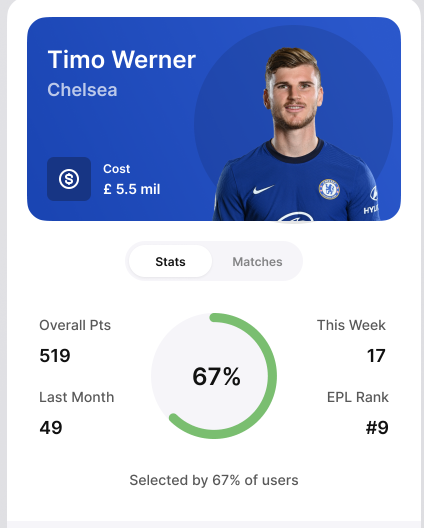 Timo Werner
Chelsea
Cost
£ 5.5 mil
Stats
Matches
Overall Pts
519
Last Month
49
67%
This Week
17
EPL Rank
#9
Selected by 67% of users